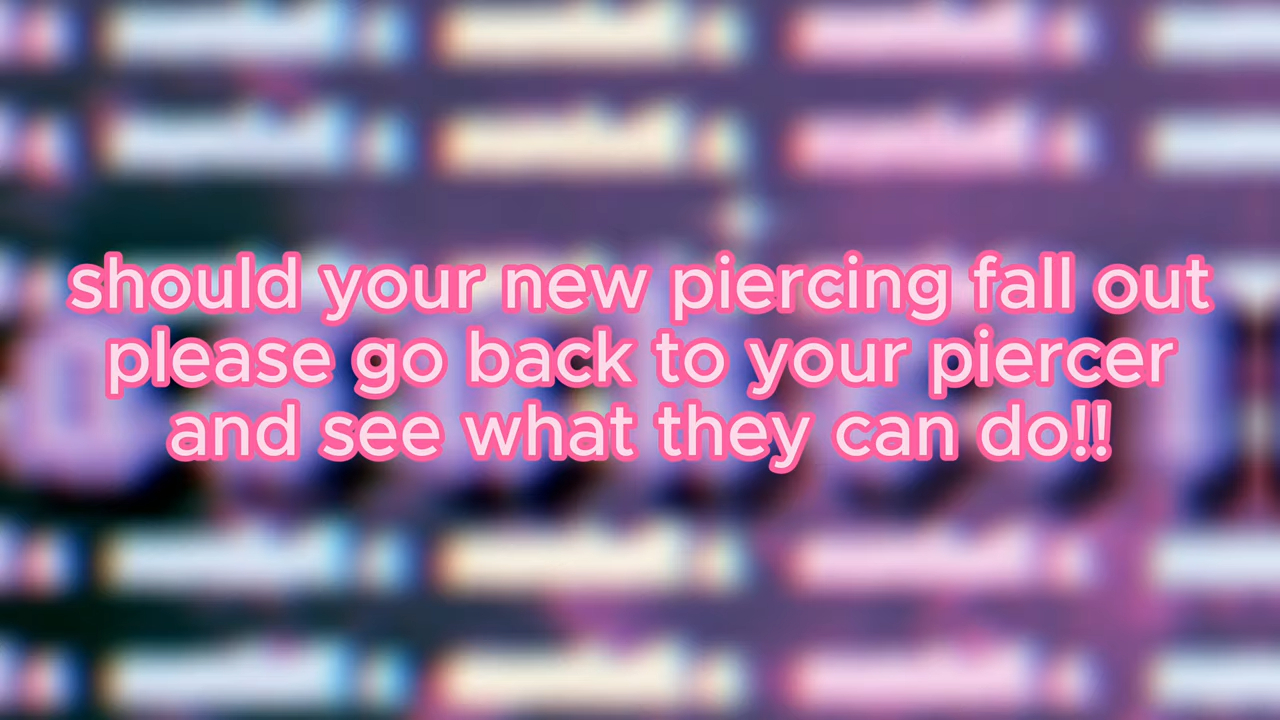 should your new piercing fall out
please go back to your piercer
and see what they can do!!